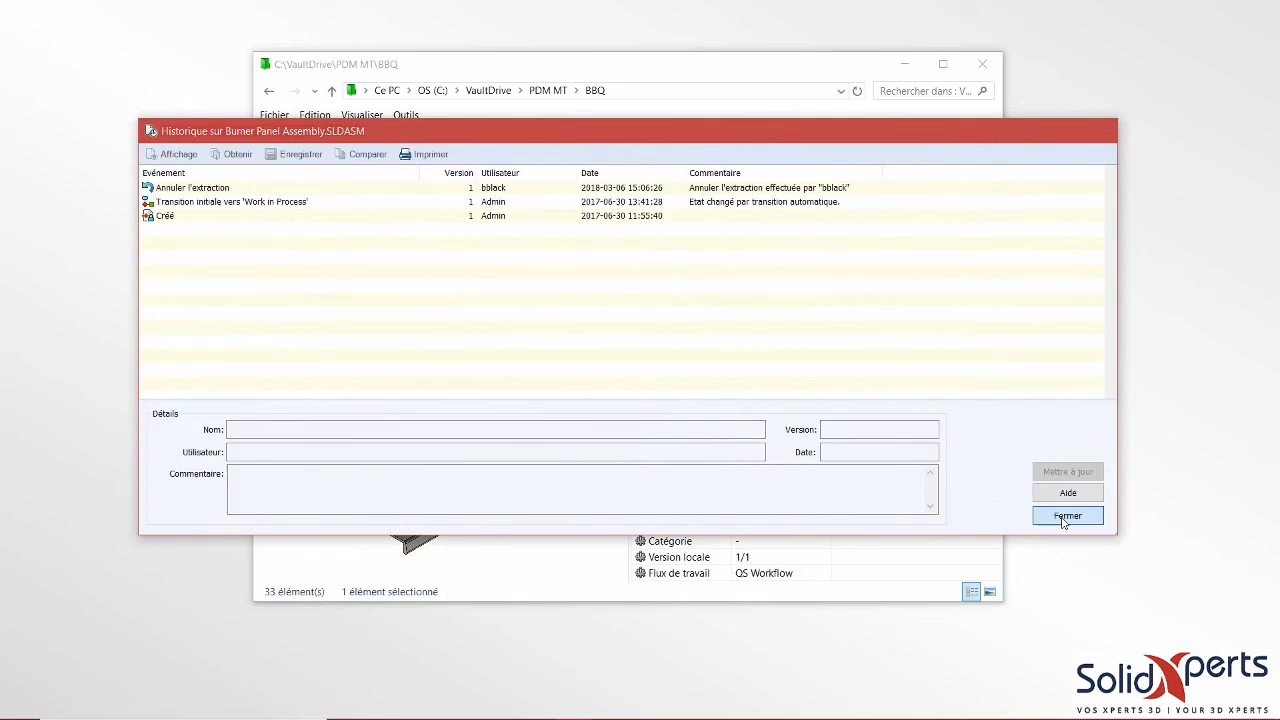 C:\VaultDrive\PDM MT\BBQ
Ce PC > OS (C:) > VaultDrive > PDM MT > BBQ
Rechercher dans : V...
Fichier Edition Visualiser Outils
Historique sur Burner Panel Assembly.SLDASM
Affichage Obtenir Enregistrer Comparer Imprimer
Evénement Version Utilisateur Date Commentaire
Annuler l'extraction 1 bblack 2018-03-06 15:06:26 Annuler l'extraction effectuée par "bblack"
Transition initiale vers 'Work in Process' 1 Admin 2017-06-30 13:41:28 Etat changé par transition automatique.
Créé 1 Admin 2017-06-30 11:55:40
Détails
Nom: Version:
Utilisateur: Date:
Commentaire:
Mettre à jour
Aide
Fermer
Catégorie -
Version locale 1/1
Flux de travail QS Workflow
33 élément(s) 1 élément sélectionné
SolidXperts
VOS XPERTS 3D | YOUR 3D XPERTS